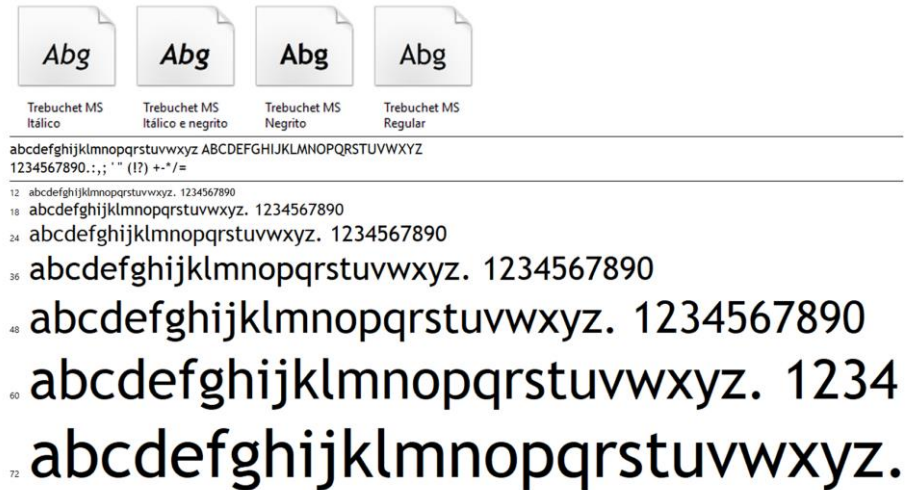 Abg Abg Abg Abg
Trebuchet MS Trebuchet MS Trebuchet MS Trebuchet MS
Itálico Itálico e negrito Negrito Regular
abcdefghijklmnopqrstuvwxyz ABCDEFGHIJKLMNOPQRSTUVWXYZ
1234567890.:,; ' " (!?) +-*/=
12 abcdefghijklmnopqrstuvwxyz. 1234567890
18 abcdefghijklmnopqrstuvwxyz. 1234567890
24 abcdefghijklmnopqrstuvwxyz. 1234567890
36 abcdefghijklmnopqrstuvwxyz. 1234567890
48 abcdefghijklmnopqrstuvwxyz. 1234567890
60 abcdefghijklmnopqrstuvwxyz. 1234
72 abcdefghijklmnopqrstuvwxyz.